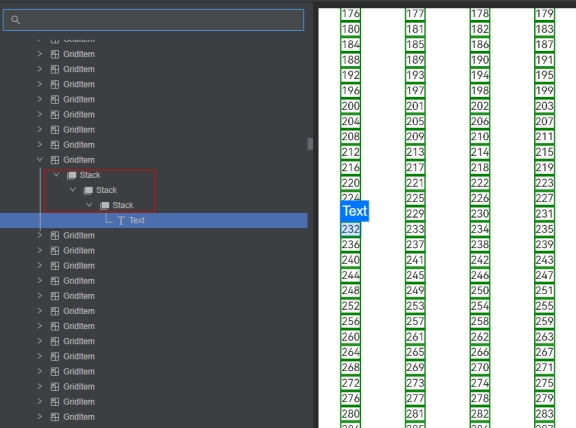 GridItem
GridItem
GridItem
GridItem
GridItem
GridItem
GridItem
GridItem
Stack
Stack
Stack
Text
GridItem
GridItem
GridItem
GridItem
GridItem
GridItem
GridItem
GridItem
GridItem
GridItem
GridItem
GridItem
GridItem
176 177 178 179
180 181 182 183
184 185 186 187
188 189 190 191
192 193 194 195
196 197 198 199
200 201 202 203
204 205 206 207
208 209 210 211
212 213 214 215
216 217 218 219
220 221 222 223
224 225 226 227
Text 229 230 231
232 233 234 235
236 237 238 239
240 241 242 243
244 245 246 247
248 249 250 251
252 253 254 255
256 257 258 259
260 261 262 263
264 265 266 267
268 269 270 271
272 273 274 275
276 277 278 279
280 281 282 283